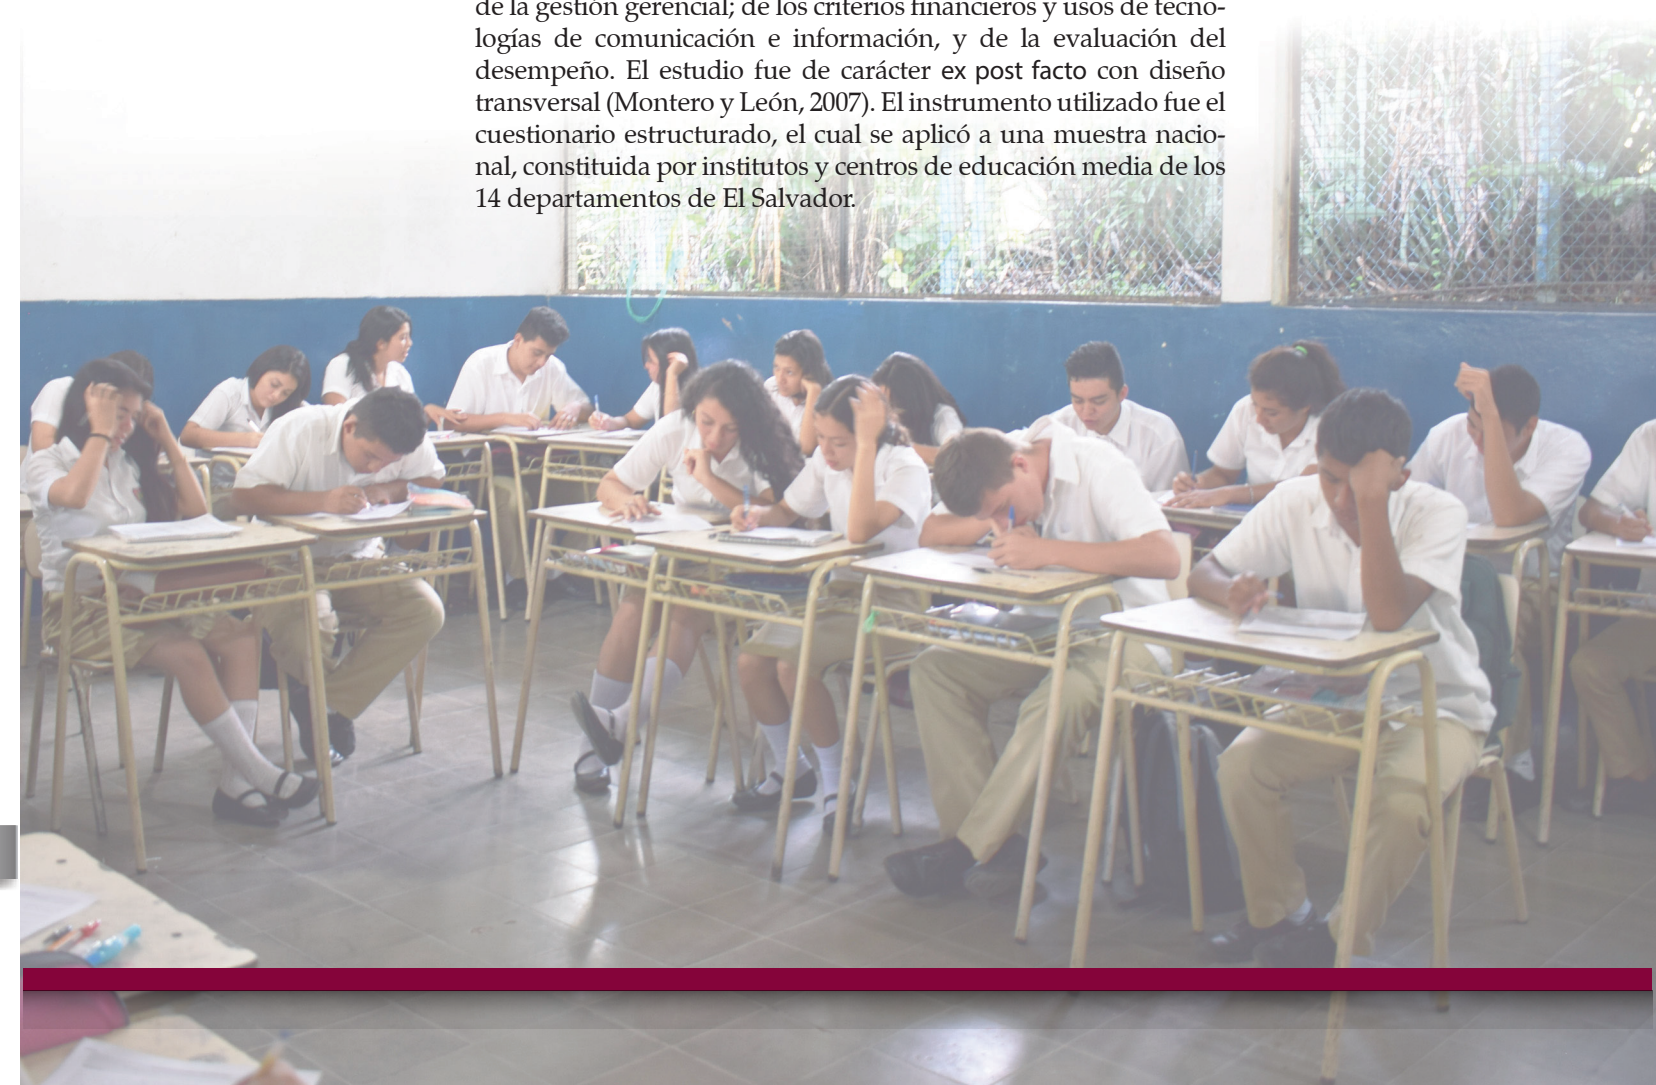 de la gestión gerencial; de los criterios financieros y usos de tecno-
logías de comunicación e información, y de la evaluación del
desempeño. El estudio fue de carácter ex post facto con diseño
transversal (Montero y León, 2007). El instrumento utilizado fue el
cuestionario estructurado, el cual se aplicó a una muestra nacio-
nal, constituida por institutos y centros de educación media de los
14 departamentos de El Salvador.